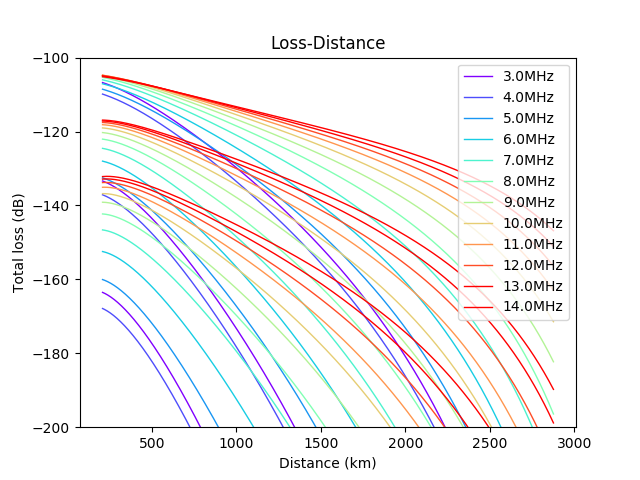 Loss-Distance
Total loss (dB)
−100
−120
−140
−160
−180
−200
500
1000
1500
2000
2500
3000
Distance (km)
3.0MHz
4.0MHz
5.0MHz
6.0MHz
7.0MHz
8.0MHz
9.0MHz
10.0MHz
11.0MHz
12.0MHz
13.0MHz
14.0MHz